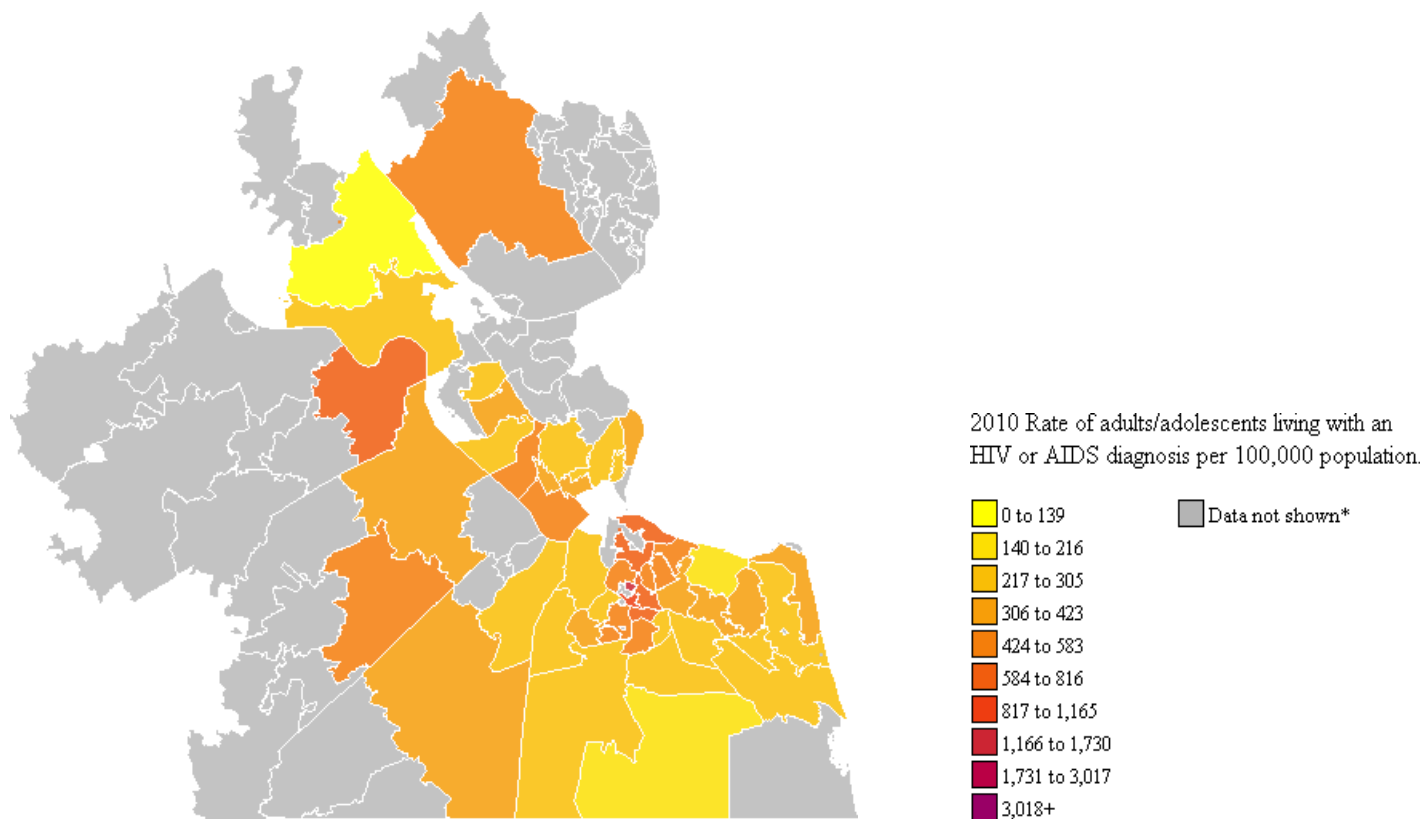 2010 Rate of adults/adolescents living with an
HIV or AIDS diagnosis per 100,000 population.
0 to 139
Data not shown*
140 to 216
217 to 305
306 to 423
424 to 583
584 to 816
817 to 1,165
1,166 to 1,730
1,731 to 3,017
3,018+